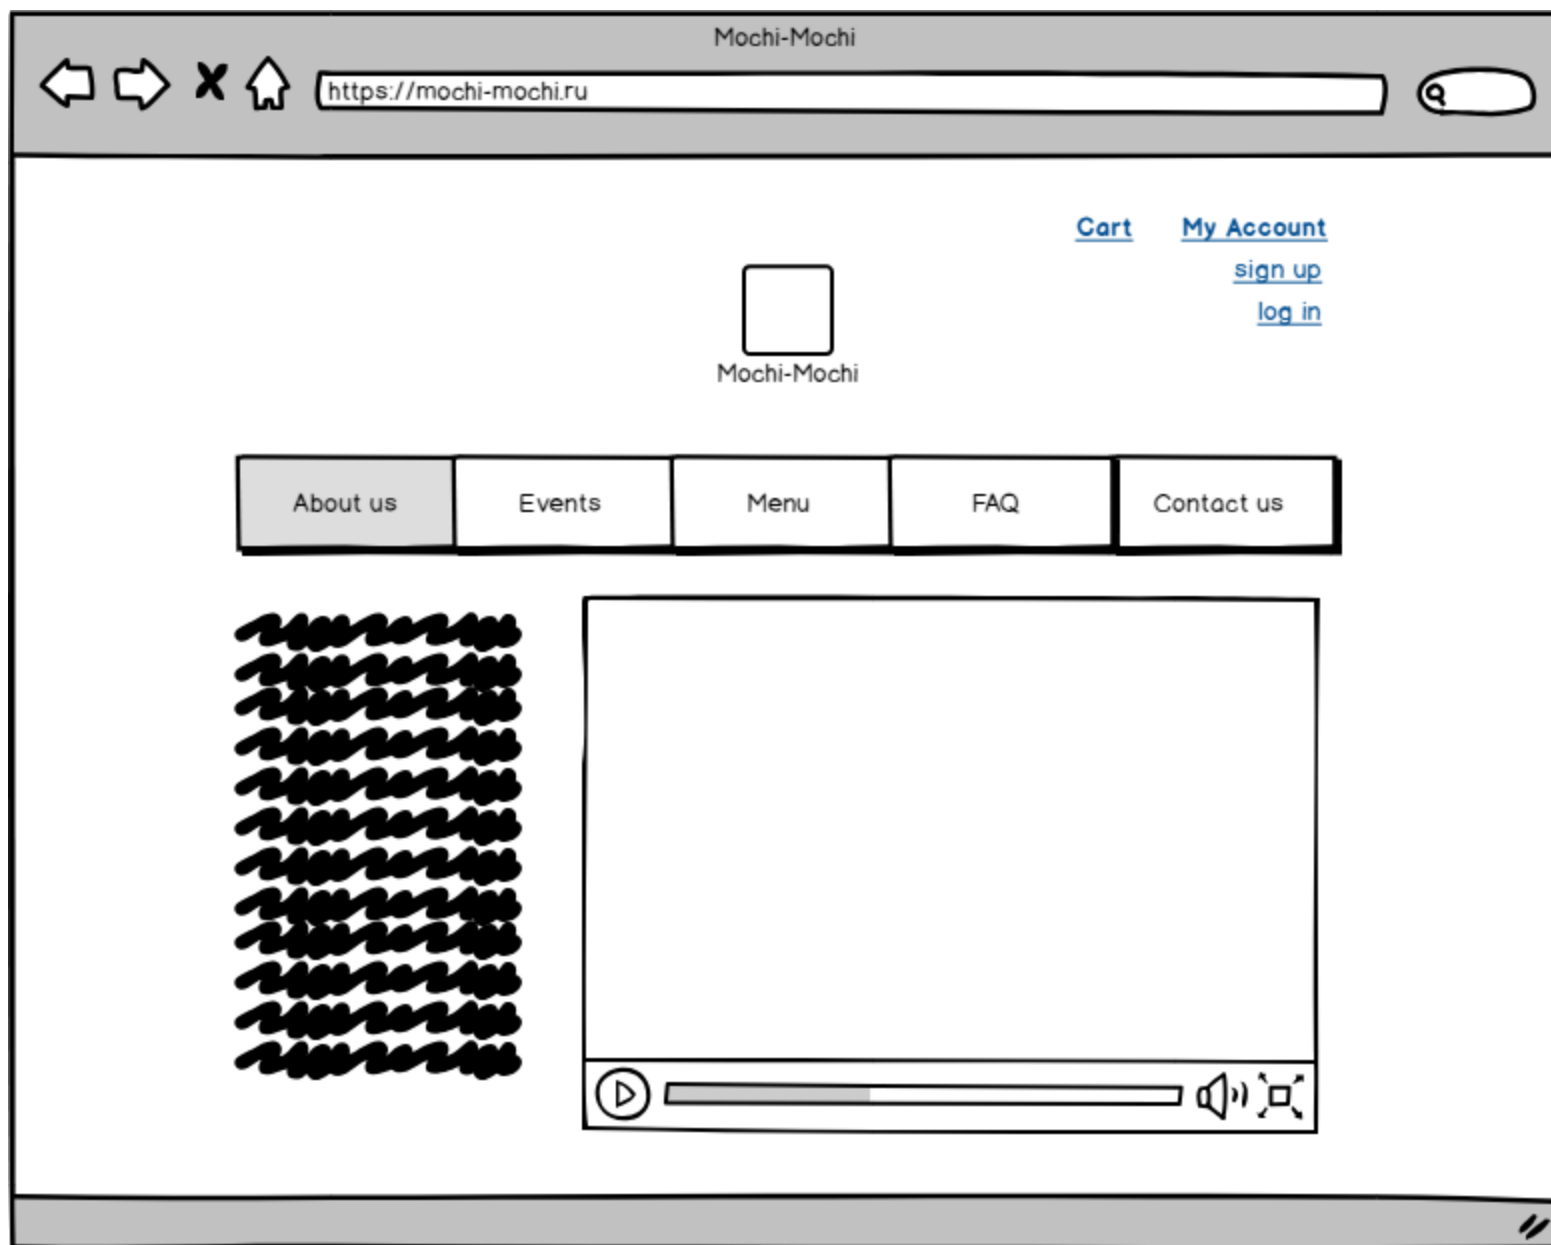 Mochi-Mochi
https://mochi-mochi.ru
Cart My Account
sign up
log in
Mochi-Mochi
About us Events Menu FAQ Contact us